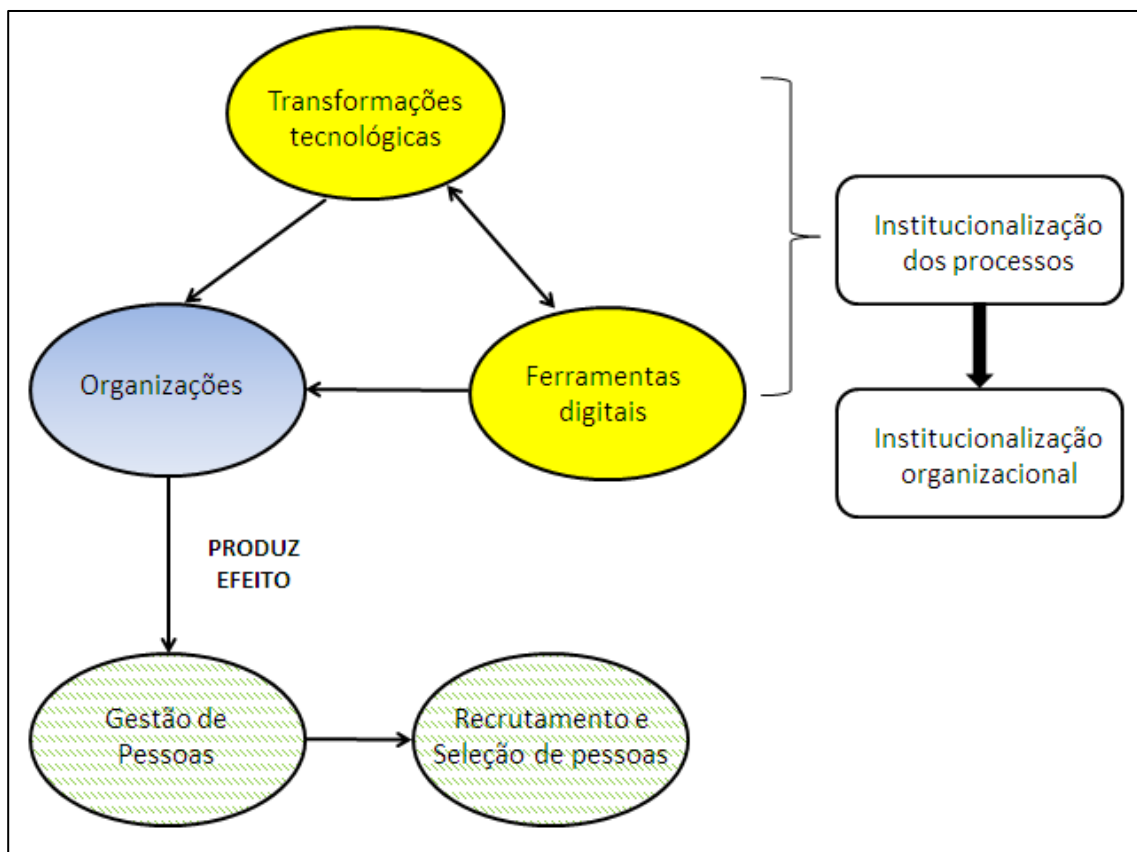 Transformações
tecnológicas
Institucionalização
dos processos
Organizações
Ferramentas
digitais
Institucionalização
organizacional
PRODUZ
EFEITO
Gestão de
Pessoas
Recrutamento e
Seleção de pessoas